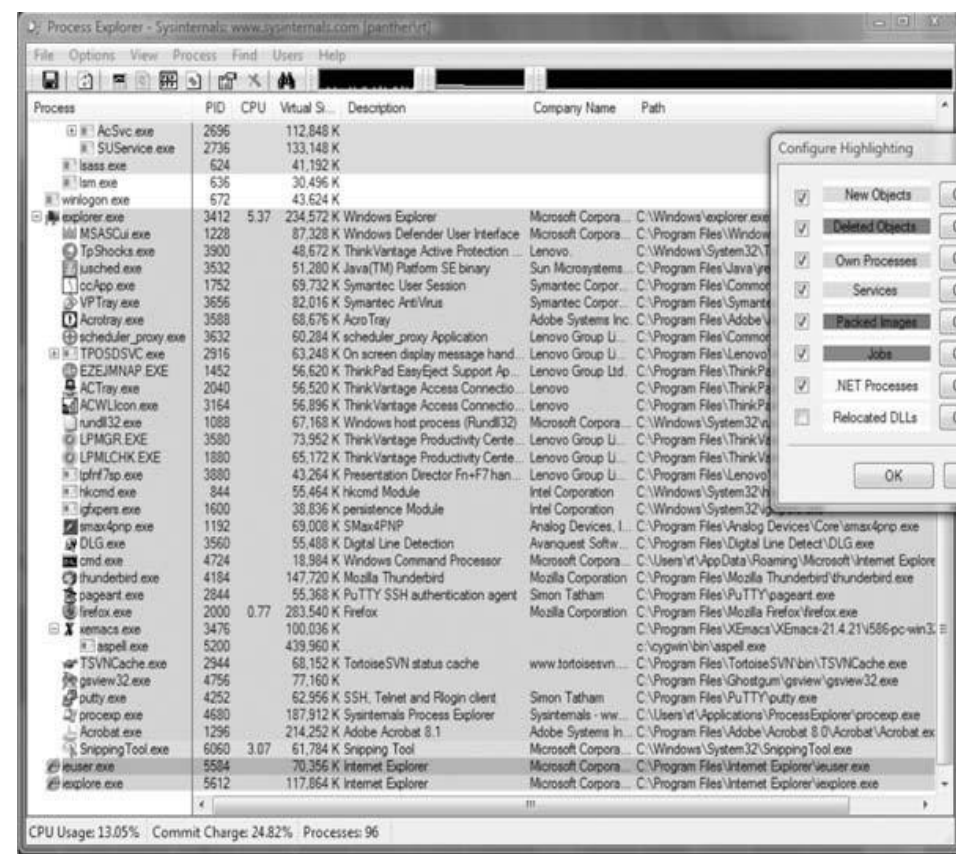 Process Explorer - Sysinternals: www.sysinternals.com [panther\rt]
File Options View Process Find Users Help
Process PID CPU Virtual Si... Description Company Name Path
AcSvc.exe 2696 112,848 K
SUService.exe 2736 133,148 K
lsass.exe 624 41,192 K
lsm.exe 636 30,496 K
winlogon.exe 672 43,624 K
explorer.exe 3412 5.37 234,572 K Windows Explorer Microsoft Corpora... C:\Windows\explorer.exe
MSASCui.exe 1228 87,328 K Windows Defender User Interface Microsoft Corpora... C:\Program Files\Window
TpShocks.exe 3900 48,672 K ThinkVantage Active Protection ... Lenovo. C:\Windows\System32\T
jusched.exe 3532 51,280 K Java(TM) Platform SE binary Sun Microsystems... C:\Program Files\Java\jre
ccApp.exe 1752 69,732 K Symantec User Session Symantec Corpor... C:\Program Files\Common
VPTray.exe 3656 82,016 K Symantec AntiVirus Symantec Corpor... C:\Program Files\Symante
Acrotray.exe 3588 68,676 K AcroTray Adobe Systems Inc. C:\Program Files\Adobe\
scheduler_proxy.exe 3632 60,284 K scheduler_proxy Application Lenovo Group Li... C:\Program Files\Common
TPOSDSVC.exe 2916 63,248 K On screen display message hand... Lenovo Group Li... C:\Program Files\Lenovo\
EZEJMNAP.EXE 1452 56,620 K ThinkPad EasyEject Support Ap... Lenovo Group Ltd. C:\Program Files\ThinkPa
ACTray.exe 2040 56,520 K ThinkVantage Access Connectio... Lenovo C:\Program Files\ThinkPa
ACWLIcon.exe 3164 56,896 K ThinkVantage Access Connectio... Lenovo C:\Program Files\ThinkPa
rundll32.exe 1088 67,168 K Windows host process (Rundll32) Microsoft Corpora... C:\Windows\System32\ru
LPMGR.EXE 3580 73,952 K ThinkVantage Productivity Cente... Lenovo Group Li... C:\Program Files\ThinkVa
LPMLCHK.EXE 1880 65,172 K ThinkVantage Productivity Cente... Lenovo Group Li... C:\Program Files\ThinkVa
tpfnf7sp.exe 3880 43,264 K Presentation Director Fn+F7 han... Lenovo Group Li... C:\Program Files\Lenovo\
hkcmd.exe 844 55,464 K hkcmd Module Intel Corporation C:\Windows\System32\h
igfxpers.exe 1600 38,836 K persistence Module Intel Corporation C:\Windows\System32\igfxpers.exe
smax4pnp.exe 1192 69,008 K SMax4PNP Analog Devices, I... C:\Program Files\Analog Devices\Core\smax4pnp.exe
DLG.exe 3560 55,488 K Digital Line Detection Avanquest Softw... C:\Program Files\Digital Line Detect\DLG.exe
cmd.exe 4724 18,984 K Windows Command Processor Microsoft Corpora... C:\Users\rt\AppData\Roaming\Microsoft\Internet Explore
thunderbird.exe 4184 147,720 K Mozilla Thunderbird Mozilla Corporation C:\Program Files\Mozilla Thunderbird\thunderbird.exe
pageant.exe 2844 55,368 K PuTTY SSH authentication agent Simon Tatham C:\Program Files\PuTTY\pageant.exe
firefox.exe 2000 0.77 283,540 K Firefox Mozilla Corporation C:\Program Files\Mozilla Firefox\firefox.exe
xemacs.exe 3476 100,036 K C:\Program Files\XEmacs\XEmacs-21.4.21\i586-pc-win3
aspell.exe 5200 439,960 K c:\cygwin\bin\aspell.exe
TSVNCache.exe 2944 68,152 K TortoiseSVN status cache www.tortoisesvn.... C:\Program Files\TortoiseSVN\bin\TSVNCache.exe
gsview32.exe 4756 77,160 K C:\Program Files\Ghostgum\gsview\gsview32.exe
putty.exe 4252 62,956 K SSH, Telnet and Rlogin client Simon Tatham C:\Program Files\PuTTY\putty.exe
procexp.exe 4680 187,912 K Sysinternals Process Explorer Sysinternals - ww... C:\Users\rt\Applications\ProcessExplorer\procexp.exe
Acrobat.exe 1296 214,252 K Adobe Acrobat 8.1 Adobe Systems In... C:\Program Files\Adobe\Acrobat 8.0\Acrobat\Acrobat.ex
SnippingTool.exe 6060 3.07 61,784 K Snipping Tool Microsoft Corpora... C:\Windows\System32\SnippingTool.exe
ieuser.exe 5584 70,356 K Internet Explorer Microsoft Corpora... C:\Program Files\Internet Explorer\ieuser.exe
iexplore.exe 5612 117,864 K Internet Explorer Microsoft Corpora... C:\Program Files\Internet Explorer\iexplore.exe
CPU Usage: 13.05% Commit Charge: 24.82% Processes: 96
Configure Highlighting
New Objects
Deleted Objects
Own Processes
Services
Packed Images
Jobs
.NET Processes
Relocated DLLs
OK